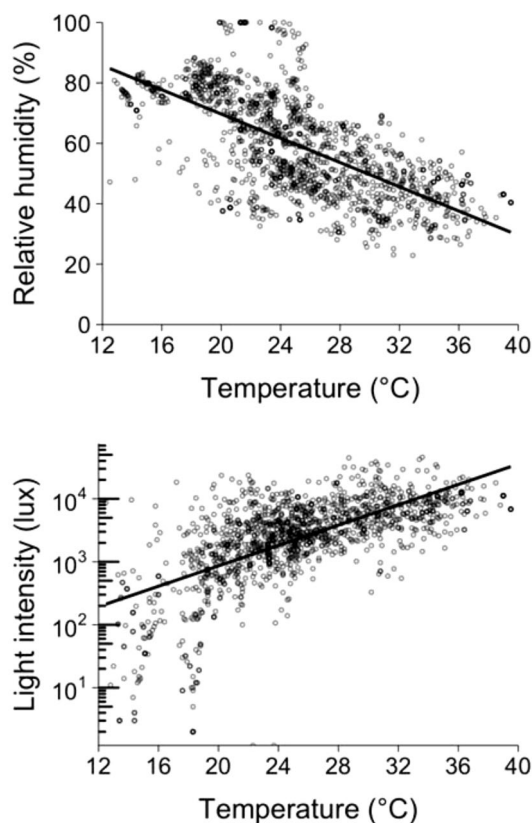 100
80
60
40
20
0
Relative humidity (%)
12 16 20 24 28 32 36 40
Temperature (°C)
10⁴
10³
10²
10¹
Light intensity (lux)
12 16 20 24 28 32 36 40
Temperature (°C)